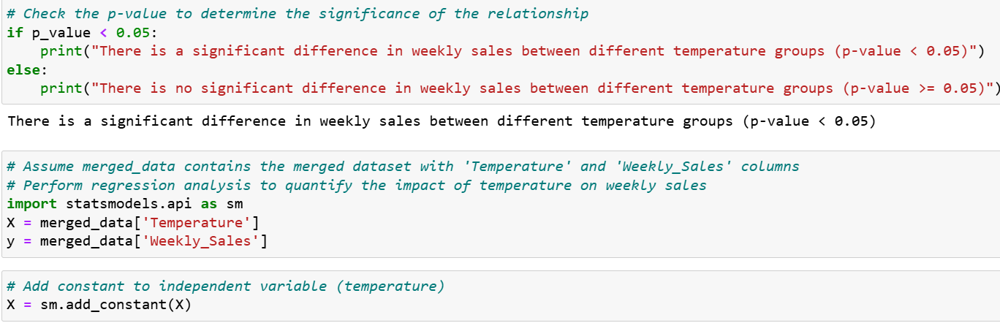 # Check the p-value to determine the significance of the relationship
if p_value < 0.05:
    print("There is a significant difference in weekly sales between different temperature groups (p-value < 0.05)")
else:
    print("There is no significant difference in weekly sales between different temperature groups (p-value >= 0.05)")
There is a significant difference in weekly sales between different temperature groups (p-value < 0.05)
# Assume merged_data contains the merged dataset with 'Temperature' and 'Weekly_Sales' columns
# Perform regression analysis to quantify the impact of temperature on weekly sales
import statsmodels.api as sm
X = merged_data['Temperature']
y = merged_data['Weekly_Sales']
# Add constant to independent variable (temperature)
X = sm.add_constant(X)